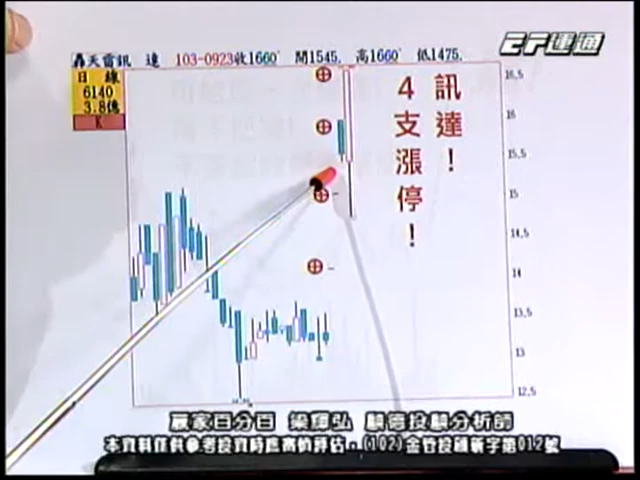 EF運通
轟天雷訊 達 103-0923收1660 開1545. 高1660 低1475.
日線
6140
3.8億
K
訊達!
4支漲停!
16.5
16
15.5
15
14.5
14
13.5
13
12.5
贏家百分百 梁輝弘 顧德投顧分析師
本資料僅供參考投資時應審慎評估,(102)金管投顧新字第012號